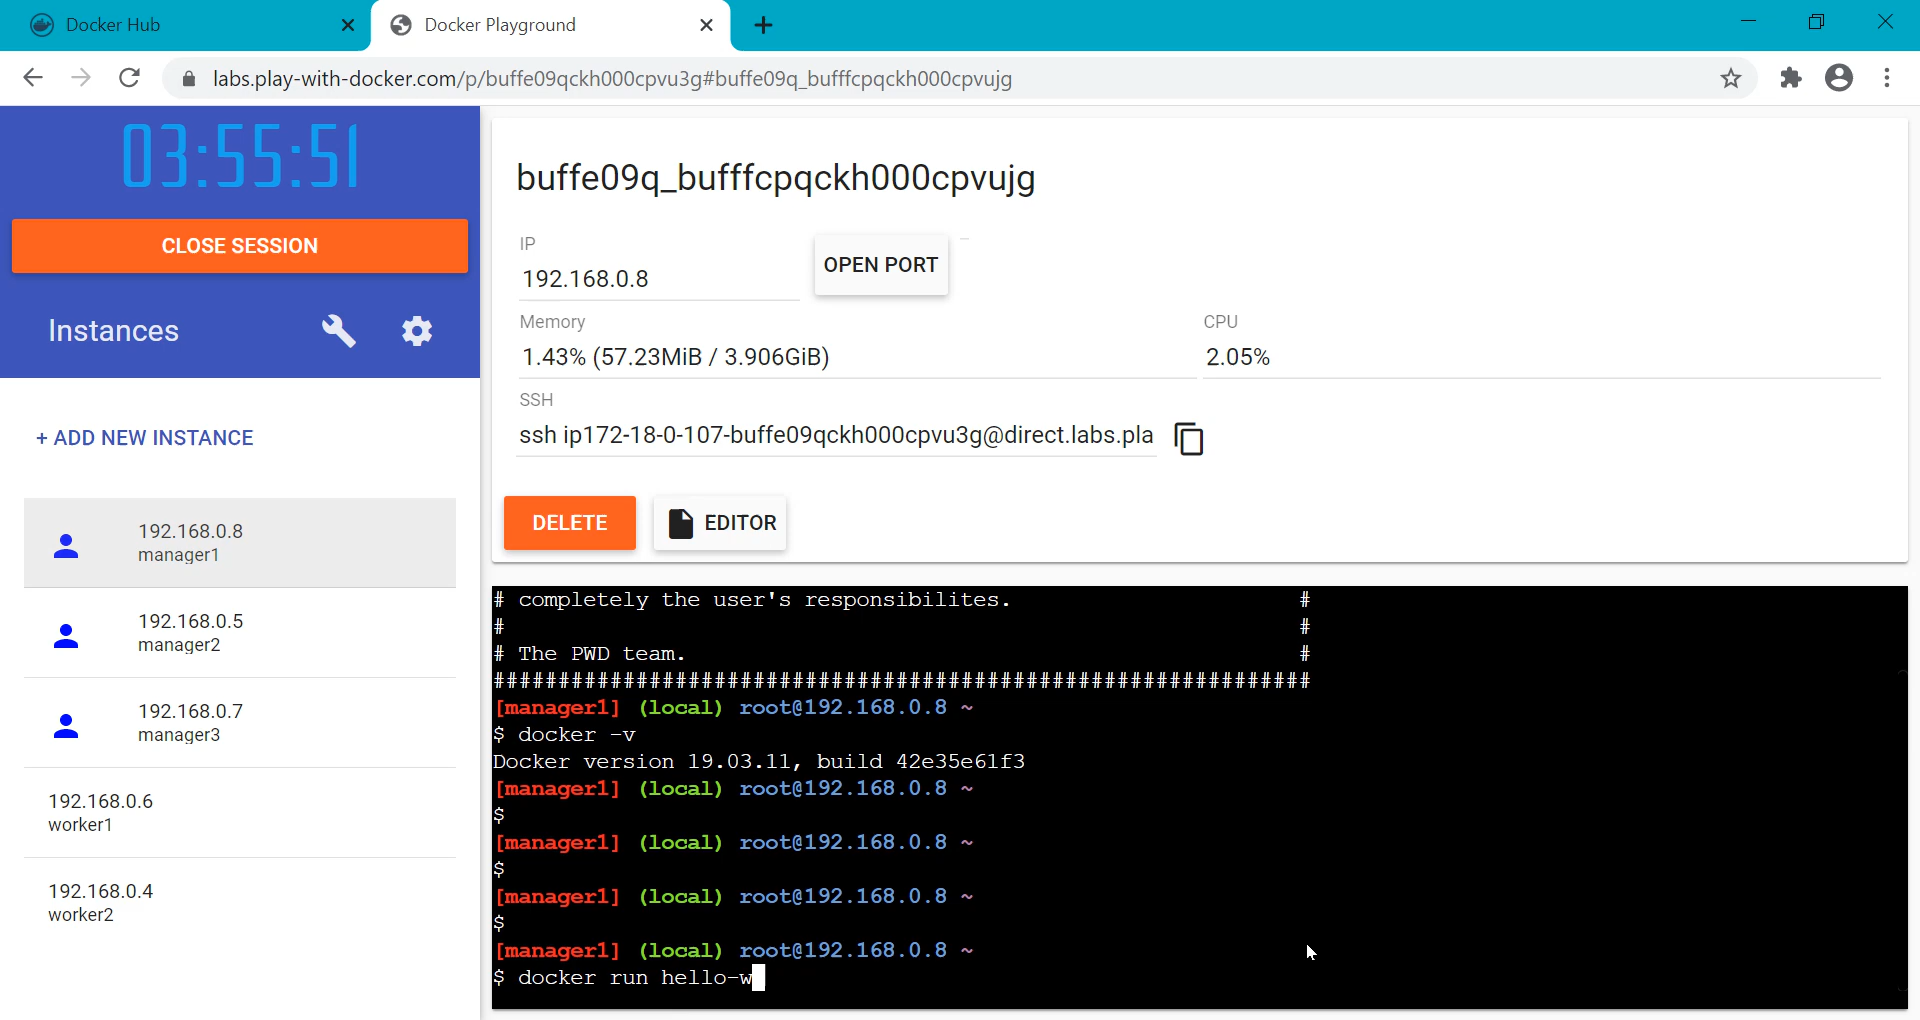 Docker Hub
Docker Playground
labs.play-with-docker.com/p/buffe09qckh000cpvu3g#buffe09q_bufffcpqckh000cpvujg
03:55:51
CLOSE SESSION
Instances
+ ADD NEW INSTANCE
192.168.0.8
manager1
192.168.0.5
manager2
192.168.0.7
manager3
192.168.0.6
worker1
192.168.0.4
worker2
buffe09q_bufffcpqckh000cpvujg
IP
192.168.0.8
OPEN PORT
Memory
1.43% (57.23MiB / 3.906GiB)
CPU
2.05%
SSH
ssh ip172-18-0-107-buffe09qckh000cpvu3g@direct.labs.pla
DELETE
EDITOR
# completely the user's responsibilites. #
# #
# The PWD team. #
###############################################################
[manager1] (local) root@192.168.0.8 ~
$ docker -v
Docker version 19.03.11, build 42e35e61f3
[manager1] (local) root@192.168.0.8 ~
$
[manager1] (local) root@192.168.0.8 ~
$
[manager1] (local) root@192.168.0.8 ~
$
[manager1] (local) root@192.168.0.8 ~
$ docker run hello-w